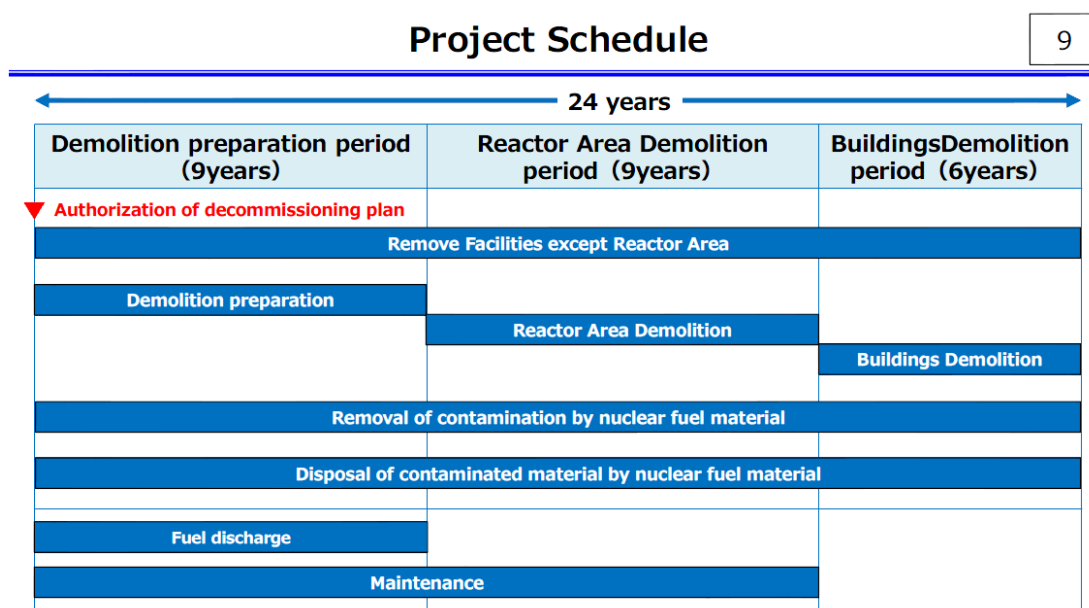 Project Schedule
9
24 years
Demolition preparation period
（9years）
Reactor Area Demolition
period（9years）
BuildingsDemolition
period（6years）
Authorization of decommissioning plan
Remove Facilities except Reactor Area
Demolition preparation
Reactor Area Demolition
Buildings Demolition
Removal of contamination by nuclear fuel material
Disposal of contaminated material by nuclear fuel material
Fuel discharge
Maintenance